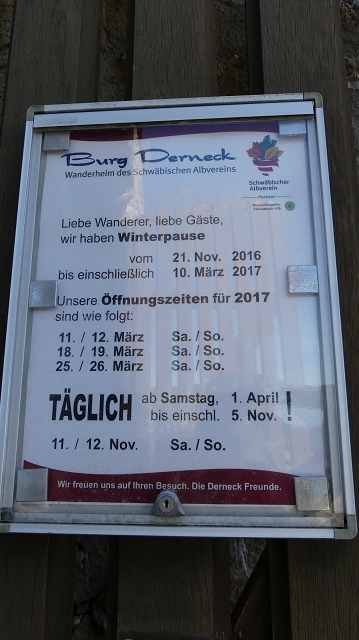 Burg Derneck
Wanderheim des Schwäbischen Albvereins
Schwäbischer
Albverein
Partner
Liebe Wanderer, liebe Gäste,
wir haben Winterpause
vom 21. Nov. 2016
bis einschließlich 10. März 2017
Unsere Öffnungszeiten für 2017
sind wie folgt:
11. / 12. März Sa. / So.
18. / 19. März Sa. / So.
25. / 26. März Sa. / So.
TÄGLICH ab Samstag, 1. April
bis einschl. 5. Nov. !
11. / 12. Nov. Sa. / So.
Wir freuen uns auf Ihren Besuch. Die Derneck Freunde.